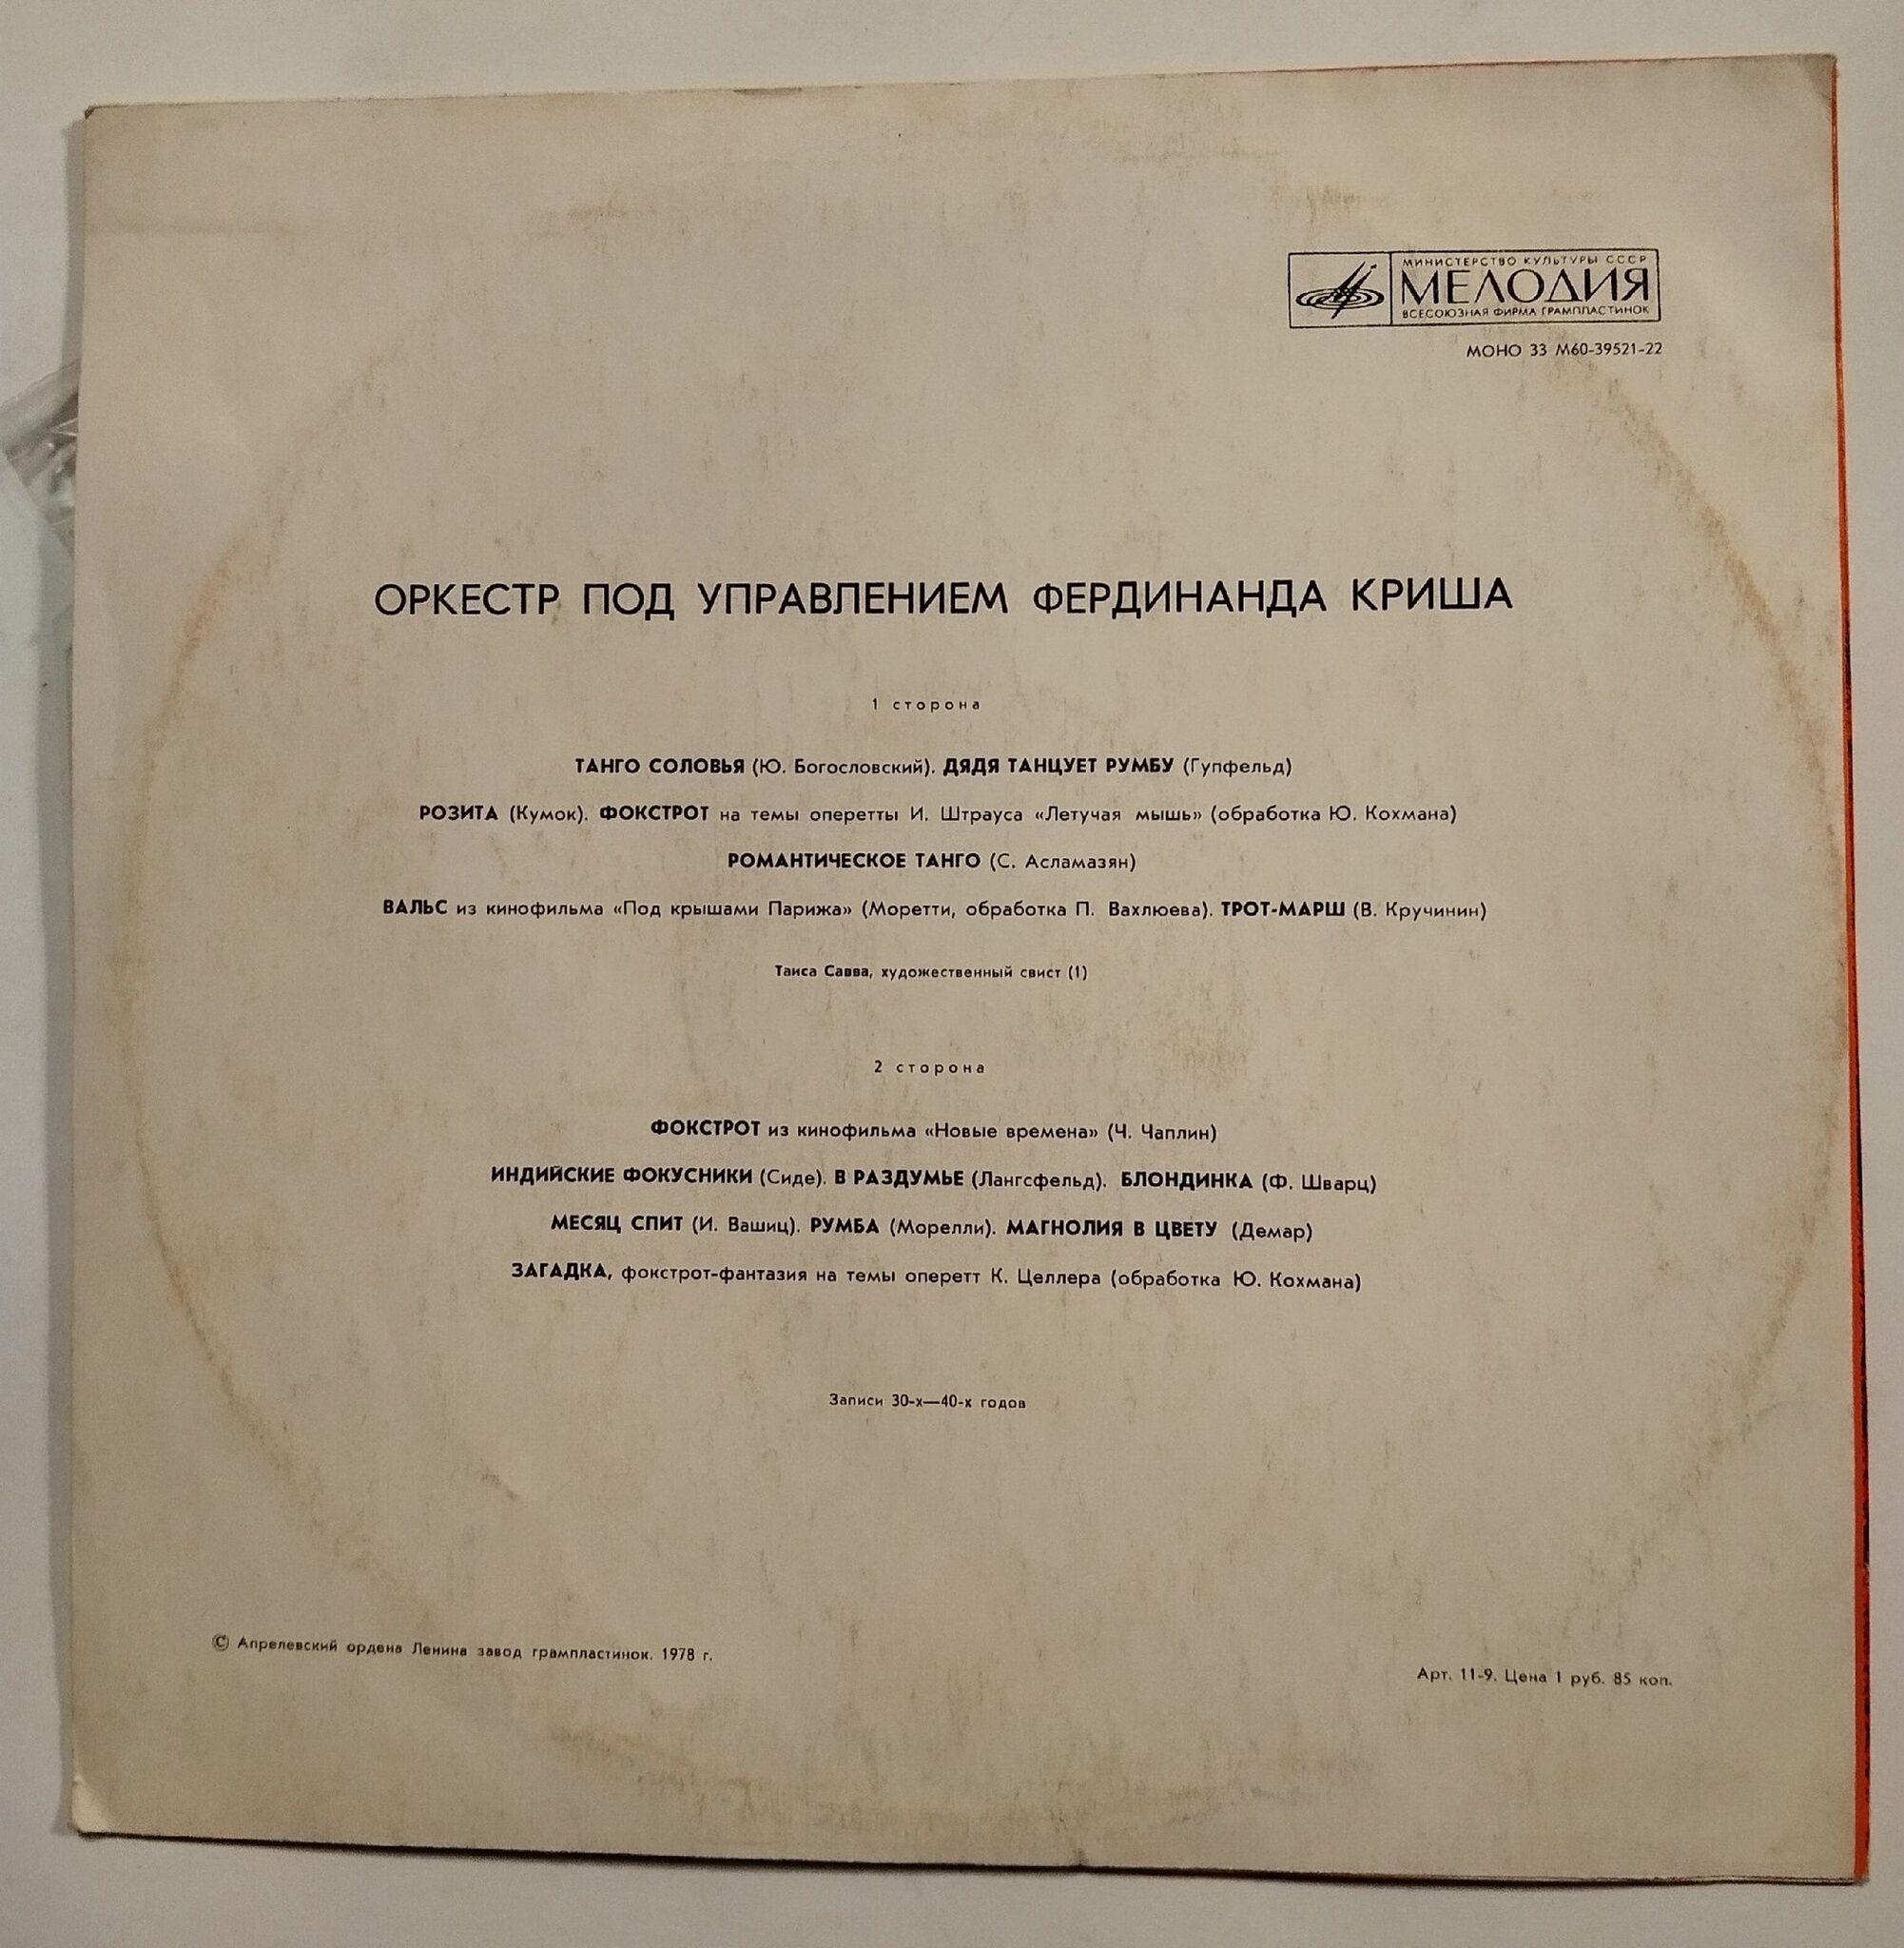 МИНИСТЕРСТВО КУЛЬТУРЫ СССР
МЕЛОДИЯ
ВСЕСОЮЗНАЯ ФИРМА ГРАМПЛАСТИНОК
МОНО 33 М60-39521-22
ОРКЕСТР ПОД УПРАВЛЕНИЕМ ФЕРДИНАНДА КРИША
1 сторона
ТАНГО СОЛОВЬЯ (Ю. Богословский). ДЯДЯ ТАНЦУЕТ РУМБУ (Гупфельд)
РОЗИТА (Кумок). ФОКСТРОТ на темы оперетты И. Штрауса «Летучая мышь» (обработка Ю. Кохмана)
РОМАНТИЧЕСКОЕ ТАНГО (С. Асламазян)
ВАЛЬС из кинофильма «Под крышами Парижа» (Моретти, обработка П. Вахлюева). ТРОТ-МАРШ (В. Кручинин)
Таиса Савва, художественный свист (1)
2 сторона
ФОКСТРОТ из кинофильма «Новые времена» (Ч. Чаплин)
ИНДИЙСКИЕ ФОКУСНИКИ (Сиде). В РАЗДУМЬЕ (Лангсфельд). БЛОНДИНКА (Ф. Шварц)
МЕСЯЦ СПИТ (И. Вашиц). РУМБА (Морелли). МАГНОЛИЯ В ЦВЕТУ (Демар)
ЗАГАДКА, фокстрот-фантазия на темы оперетт К. Целлера (обработка Ю. Кохмана)
Записи 30-х—40-х годов
© Апрелевский ордена Ленина завод грампластинок. 1978 г.
Арт. 11-9. Цена 1 руб. 85 коп.